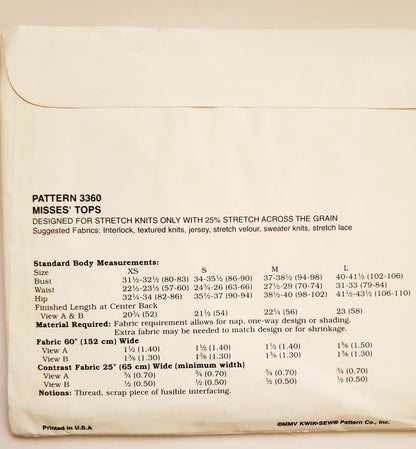 PATTERN 3360
MISSES' TOPS
DESIGNED FOR STRETCH KNITS ONLY WITH 25% STRETCH ACROSS THE GRAIN
Suggested Fabrics: Interlock, textured knits, jersey, stretch velour, sweater knits, stretch lace
Standard Body Measurements:
Size XS S M L
Bust 31½-32½ (80-83) 34-35½ (86-90) 37-38½ (94-98) 40-41½ (102-106)
Waist 22½-23½ (57-60) 24¾-26 (63-66) 27½-29 (70-74) 31-33 (79-84)
Hip 32¼-34 (82-86) 35½-37 (90-94) 38½-40 (98-102) 41½-43½ (106-110)
Finished Length at Center Back
View A & B 20¾ (52) 21½ (54) 22¼ (56) 23 (58)
Material Required: Fabric requirement allows for nap, one-way design or shading.
Extra fabric may be needed to match design or for shrinkage.
Fabric 60" (152 cm) Wide
View A 1½ (1.40) 1½ (1.40) 1½ (1.40) 1⅝ (1.50)
View B 1⅜ (1.30) 1⅜ (1.30) 1⅜ (1.30) 1⅜ (1.30)
Contrast Fabric 25" (65 cm) Wide (minimum width)
View A ¾ (0.70) ¾ (0.70) ¾ (0.70) ¾ (0.70)
View B ½ (0.50) ½ (0.50) ½ (0.50) ½ (0.50)
Notions: Thread, scrap piece of fusible interfacing.
Printed in U.S.A ©MMV KWIK•SEW® Pattern Co., Inc.